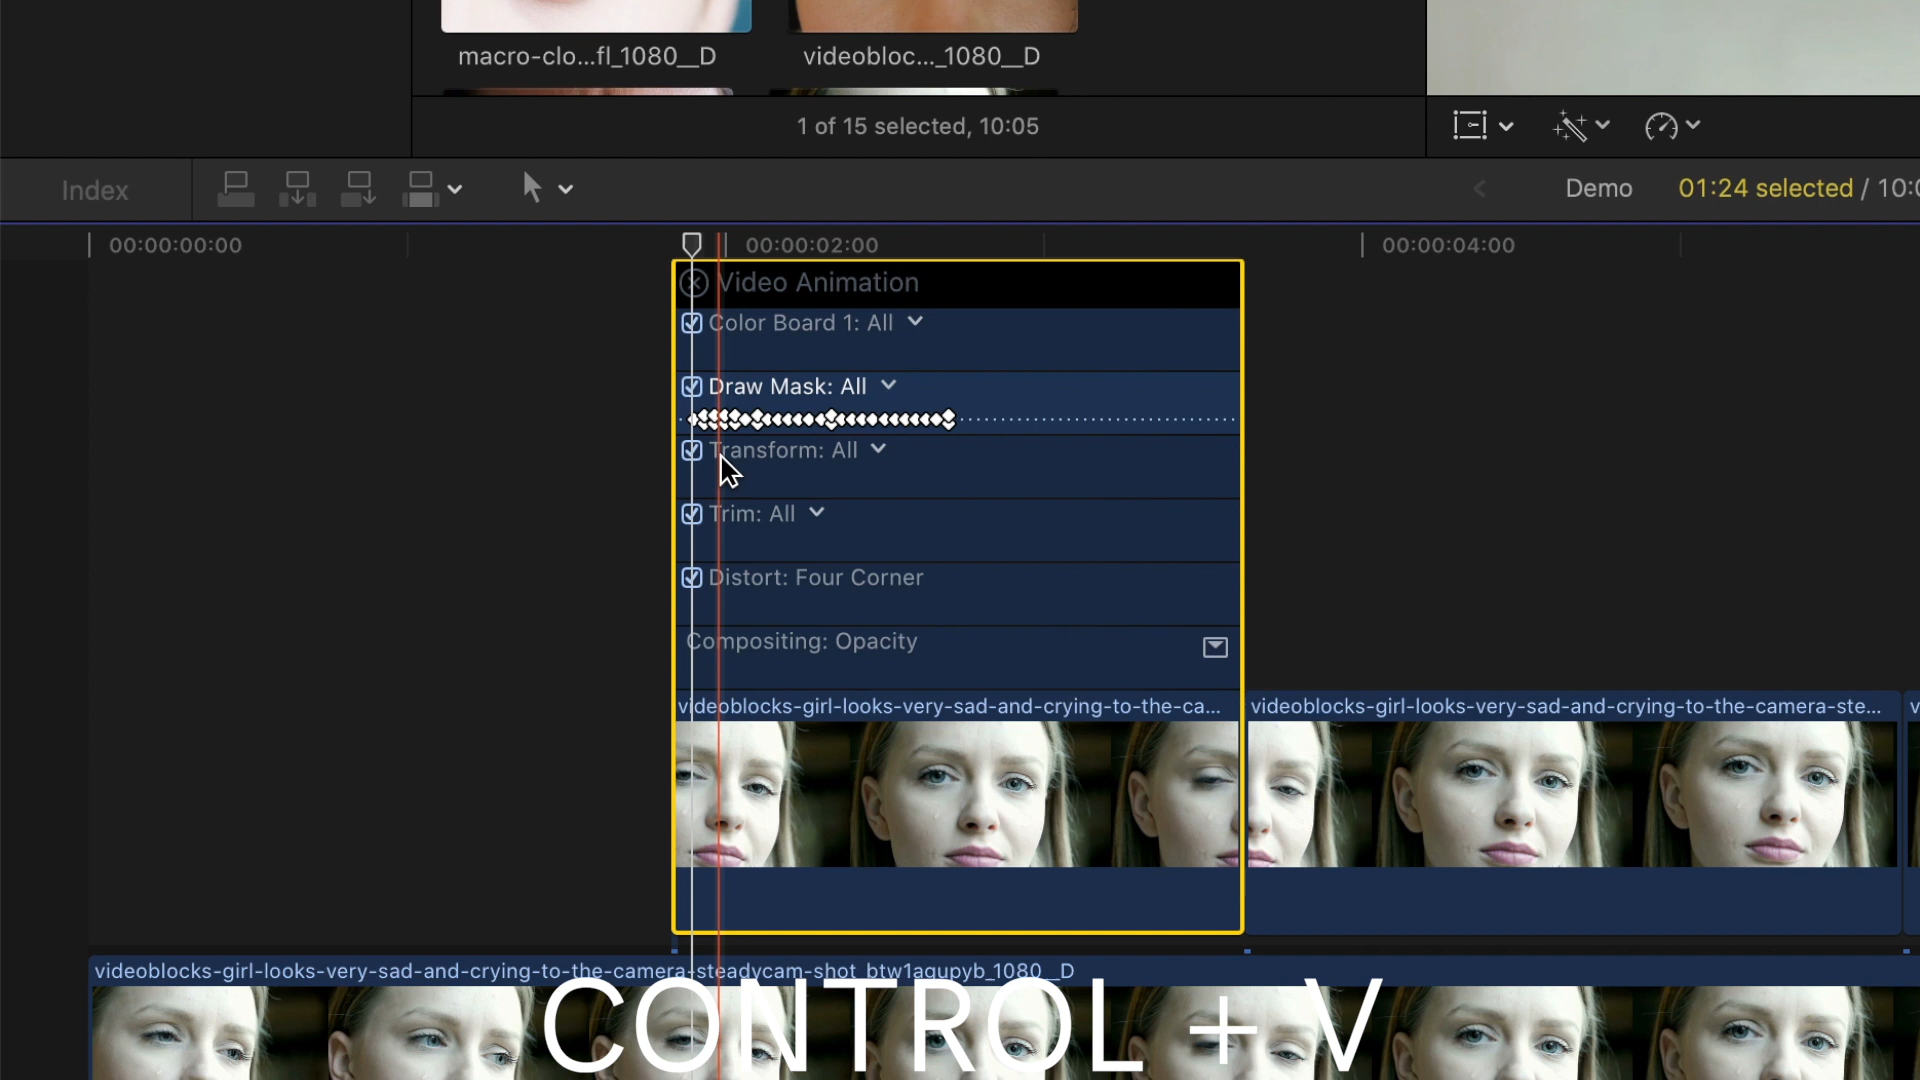 macro-clo...fl_1080__D
videobloc..._1080__D
1 of 15 selected, 10:05
Index
Demo
01:24 selected / 10:0
00:00:00:00
00:00:02:00
00:00:04:00
Video Animation
Color Board 1: All
Draw Mask: All
Transform: All
Trim: All
Distort: Four Corner
Compositing: Opacity
videoblocks-girl-looks-very-sad-and-crying-to-the-ca...
videoblocks-girl-looks-very-sad-and-crying-to-the-camera-ste...
v
videoblocks-girl-looks-very-sad-and-crying-to-the-camera-steadycam-shot_btw1aqupyb_1080__D
CONTROL + V